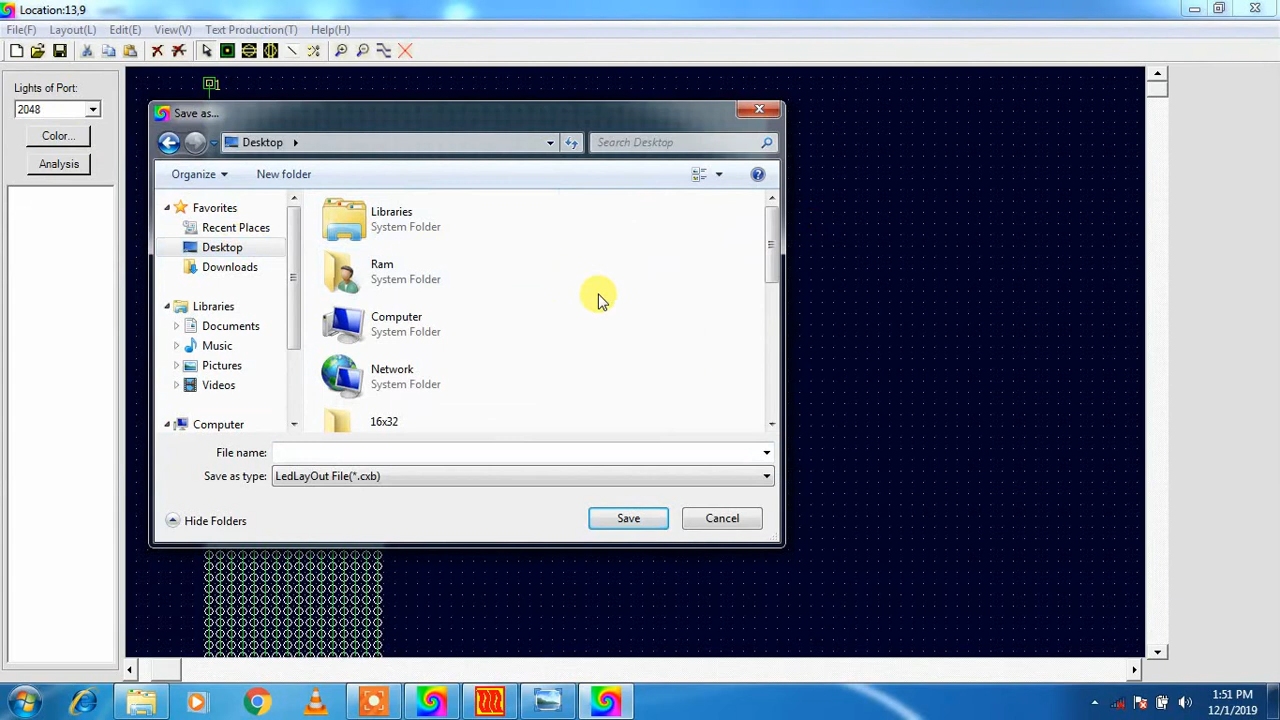 Location:13,9
File(F) Layout(L) Edit(E) View(V) Text Production(T) Help(H)
Lights of Port:
2048
Color...
Analysis
1
Save as...
Desktop
Search Desktop
Organize New folder
Favorites
Recent Places
Desktop
Downloads
Libraries
Documents
Music
Pictures
Videos
Computer
Libraries
System Folder
Ram
System Folder
Computer
System Folder
Network
System Folder
16x32
File name:
Save as type: LedLayOut File(*.cxb)
Hide Folders
Save
Cancel
1:51 PM
12/1/2019